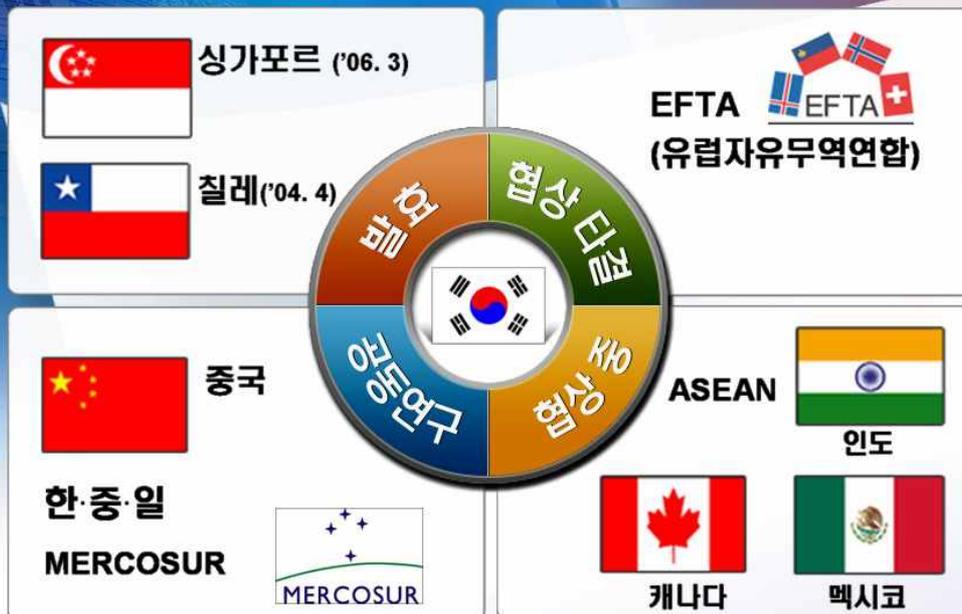 싱가포르 ('06. 3)
칠레('04. 4)
EFTA
EFTA
(유럽자유무역연합)
발효
협상 타결
공동연구
협상 중
중국
한·중·일
MERCOSUR
MERCOSUR
ASEAN
인도
캐나다
멕시코